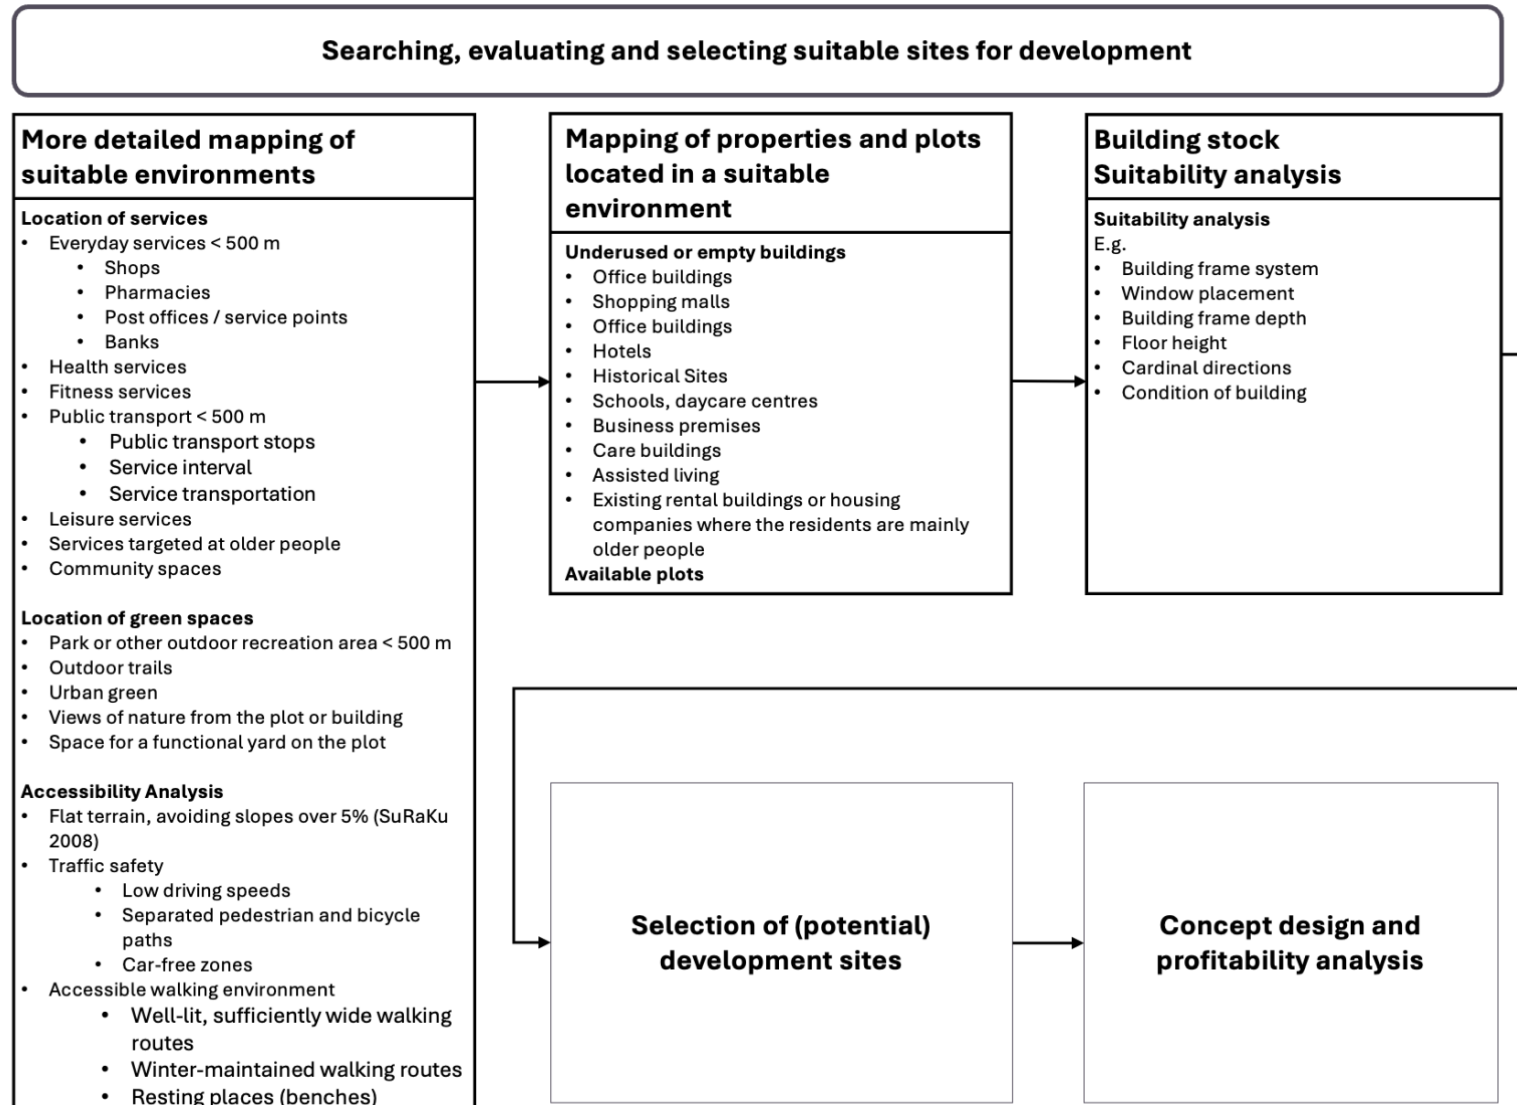 Searching, evaluating and selecting suitable sites for development
More detailed mapping of
suitable environments
Location of services
• Everyday services < 500 m
• Shops
• Pharmacies
• Post offices / service points
• Banks
• Health services
• Fitness services
• Public transport < 500 m
• Public transport stops
• Service interval
• Service transportation
• Leisure services
• Services targeted at older people
• Community spaces
Location of green spaces
• Park or other outdoor recreation area < 500 m
• Outdoor trails
• Urban green
• Views of nature from the plot or building
• Space for a functional yard on the plot
Accessibility Analysis
• Flat terrain, avoiding slopes over 5% (SuRaKu
2008)
• Traffic safety
• Low driving speeds
• Separated pedestrian and bicycle
paths
• Car-free zones
• Accessible walking environment
• Well-lit, sufficiently wide walking
routes
• Winter-maintained walking routes
• Resting places (benches)
Mapping of properties and plots
located in a suitable
environment
Underused or empty buildings
• Office buildings
• Shopping malls
• Office buildings
• Hotels
• Historical Sites
• Schools, daycare centres
• Business premises
• Care buildings
• Assisted living
• Existing rental buildings or housing
companies where the residents are mainly
older people
Available plots
Building stock
Suitability analysis
Suitability analysis
E.g.
• Building frame system
• Window placement
• Building frame depth
• Floor height
• Cardinal directions
• Condition of building
Selection of (potential)
development sites
Concept design and
profitability analysis